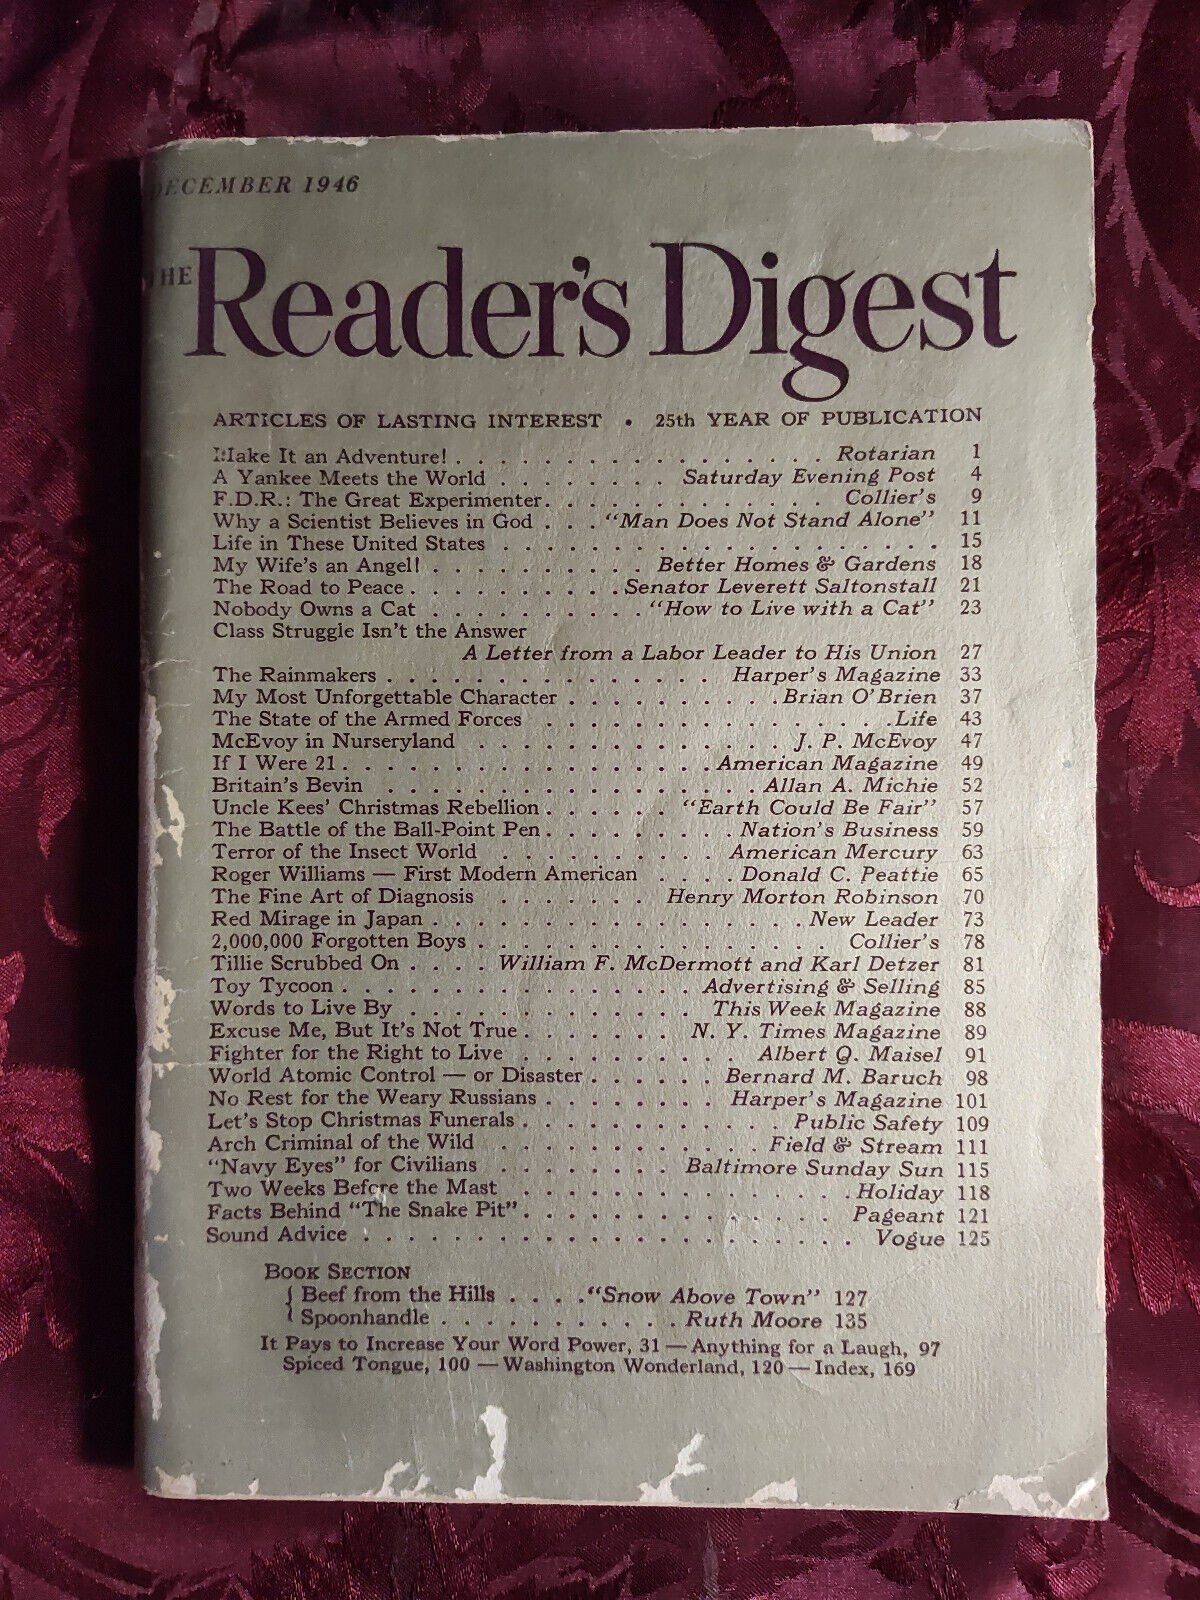 DECEMBER 1946
THE Reader's Digest
ARTICLES OF LASTING INTEREST • 25th YEAR OF PUBLICATION
Make It an Adventure! . . . . . . . . . . . . . . . . . Rotarian 1
A Yankee Meets the World . . . . . . . . Saturday Evening Post 4
F.D.R.: The Great Experimenter. . . . . . . . . . . . . . Collier's 9
Why a Scientist Believes in God . . . "Man Does Not Stand Alone" 11
Life in These United States . . . . . . . . . . . . . . . . . . . . 15
My Wife's an Angel! . . . . . . . . . . Better Homes & Gardens 18
The Road to Peace . . . . . . . . . . Senator Leverett Saltonstall 21
Nobody Owns a Cat . . . . . . . . . . "How to Live with a Cat" 23
Class Struggle Isn't the Answer
A Letter from a Labor Leader to His Union 27
The Rainmakers . . . . . . . . . . . . . . . Harper's Magazine 33
My Most Unforgettable Character . . . . . . . . . . Brian O'Brien 37
The State of the Armed Forces . . . . . . . . . . . . . . . . Life 43
McEvoy in Nurseryland . . . . . . . . . . . . . . J. P. McEvoy 47
If I Were 21 . . . . . . . . . . . . . . . . . American Magazine 49
Britain's Bevin . . . . . . . . . . . . . . . . . Allan A. Michie 52
Uncle Kees' Christmas Rebellion . . . . . . "Earth Could Be Fair" 57
The Battle of the Ball-Point Pen . . . . . . . . . Nation's Business 59
Terror of the Insect World . . . . . . . . . . American Mercury 63
Roger Williams — First Modern American . . . . Donald C. Peattie 65
The Fine Art of Diagnosis . . . . . . . Henry Morton Robinson 70
Red Mirage in Japan . . . . . . . . . . . . . . . . . New Leader 73
2,000,000 Forgotten Boys . . . . . . . . . . . . . . . . Collier's 78
Tillie Scrubbed On . . . . William F. McDermott and Karl Detzer 81
Toy Tycoon . . . . . . . . . . . . . . . . Advertising & Selling 85
Words to Live By . . . . . . . . . . . . . This Week Magazine 88
Excuse Me, But It's Not True . . . . . . . N. Y. Times Magazine 89
Fighter for the Right to Live . . . . . . . . . . Albert Q. Maisel 91
World Atomic Control — or Disaster . . . . . . Bernard M. Baruch 98
No Rest for the Weary Russians . . . . . . . . Harper's Magazine 101
Let's Stop Christmas Funerals . . . . . . . . . . . . Public Safety 109
Arch Criminal of the Wild . . . . . . . . . . . . Field & Stream 111
"Navy Eyes" for Civilians . . . . . . . Baltimore Sunday Sun 115
Two Weeks Before the Mast . . . . . . . . . . . . . . . Holiday 118
Facts Behind "The Snake Pit" . . . . . . . . . . . . . . Pageant 121
Sound Advice . . . . . . . . . . . . . . . . . . . . . . Vogue 125
BOOK SECTION
Beef from the Hills . . . . "Snow Above Town" 127
Spoonhandle . . . . . . . . . . . Ruth Moore 135
It Pays to Increase Your Word Power, 31 — Anything for a Laugh, 97
Spiced Tongue, 100 — Washington Wonderland, 120 — Index, 169